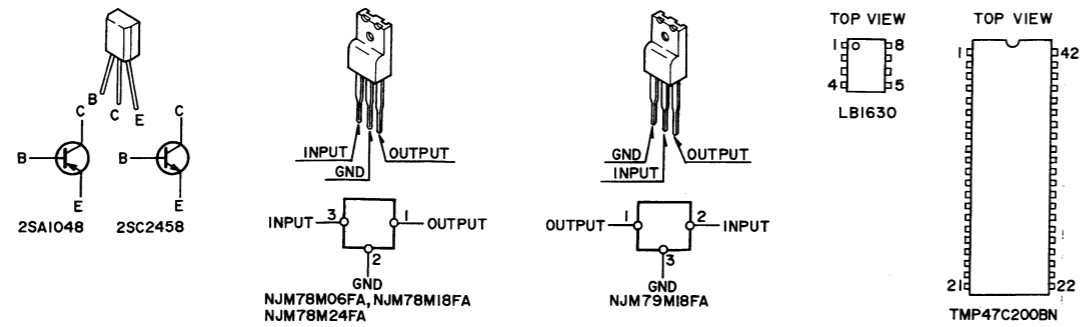 B
C
E
C
B
E
2SA1048
C
B
E
2SC2458
INPUT
GND
OUTPUT
INPUT 3
1 OUTPUT
2
GND
NJM78M06FA, NJM78M18FA
NJM78M24FA
GND
INPUT
OUTPUT
OUTPUT 1
2 INPUT
3
GND
NJM79M18FA
TOP VIEW
1 8
4 5
LB1630
TOP VIEW
1 42
21 22
TMP47C200BN